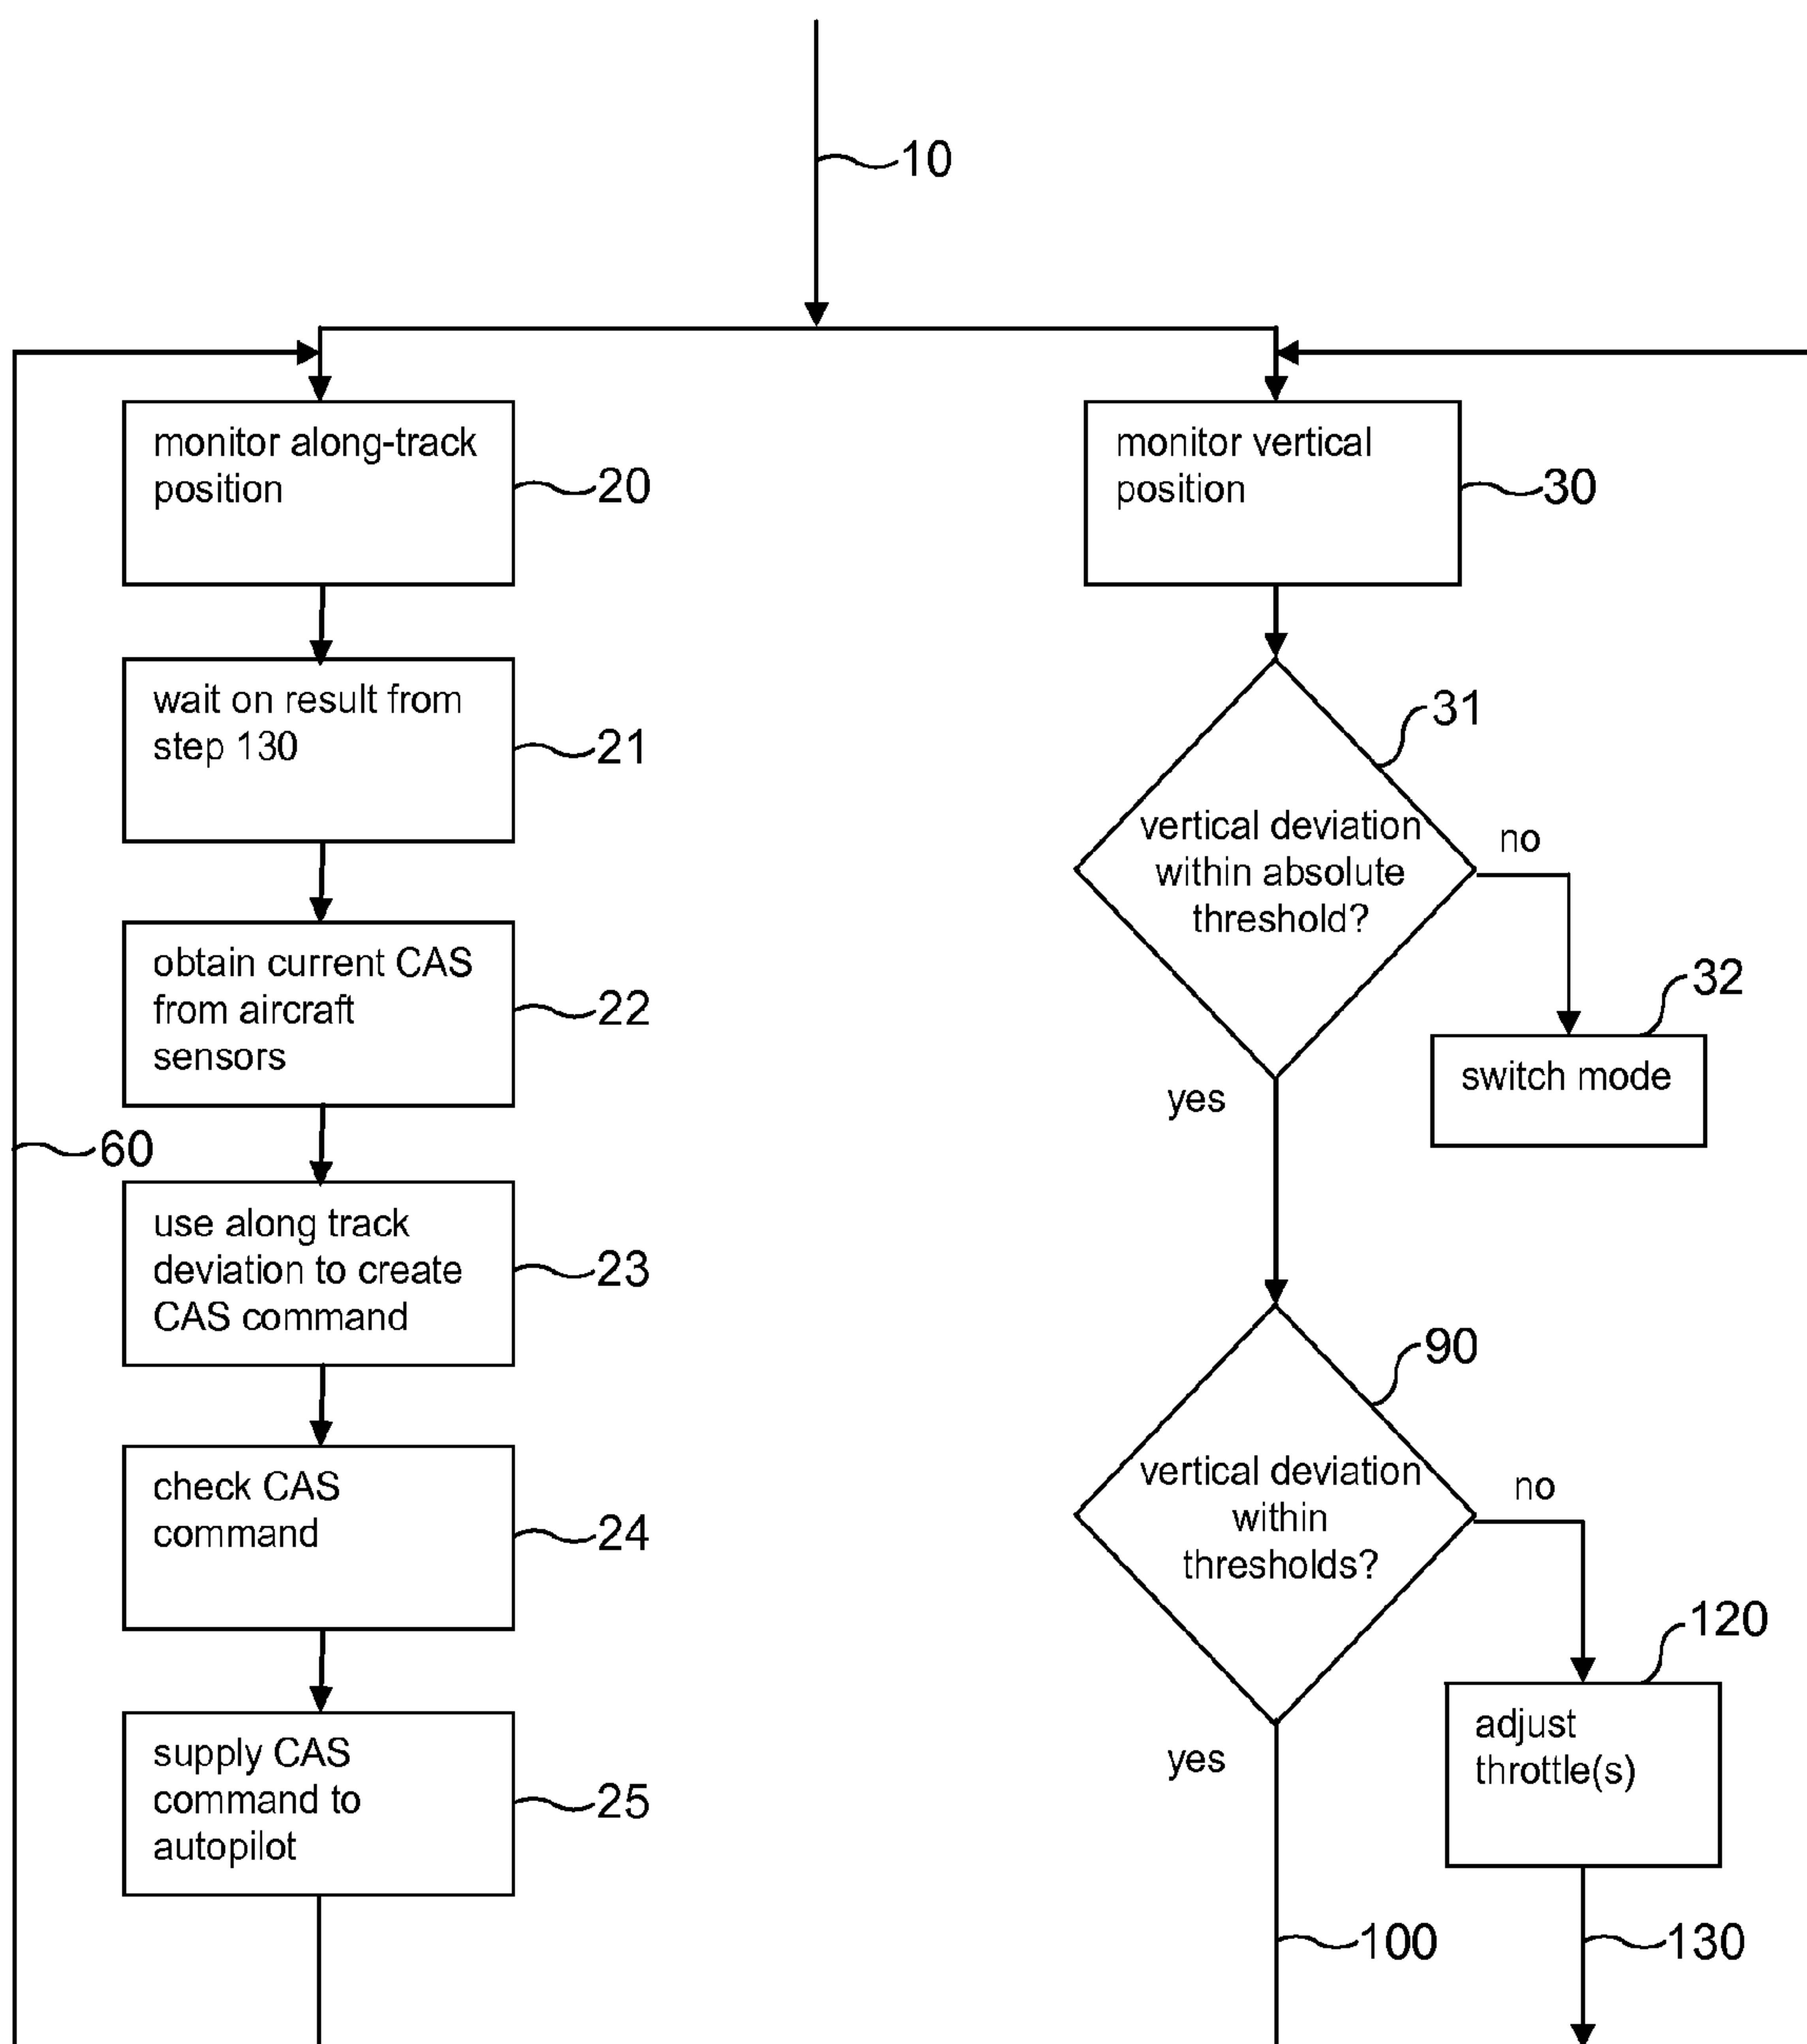 10
monitor along-track
position
20
wait on result from
step 130
21
obtain current CAS
from aircraft
sensors
22
60
use along track
deviation to create
CAS command
23
check CAS
command
24
supply CAS
command to
autopilot
25
monitor vertical
position
30
31
vertical deviation
within absolute
threshold?
no
32
switch mode
yes
90
vertical deviation
within
thresholds?
no
120
adjust
throttle(s)
yes
100
130